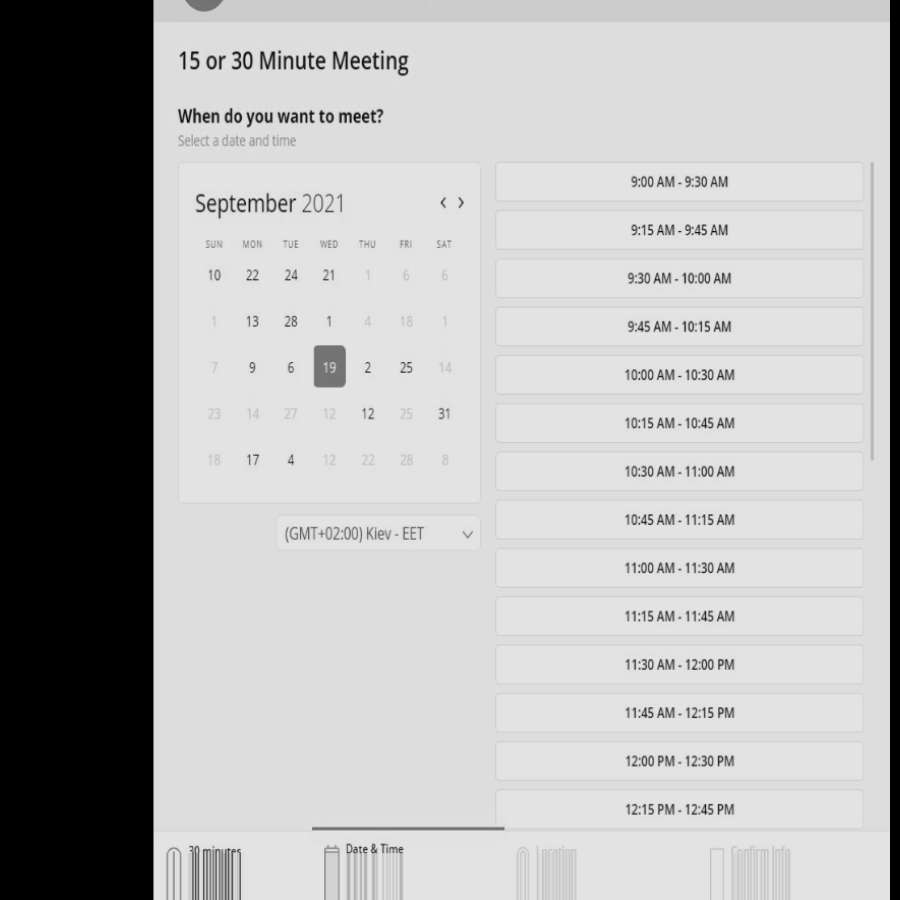 15 or 30 Minute Meeting
When do you want to meet?
Select a date and time
September 2021
SUN MON TUE WED THU FRI SAT
10 22 24 21 1 6 6
1 13 28 1 4 18 1
7 9 6 19 2 25 14
23 14 27 12 12 25 31
18 17 4 12 22 28 8
(GMT+02:00) Kiev - EET
9:00 AM - 9:30 AM
9:15 AM - 9:45 AM
9:30 AM - 10:00 AM
9:45 AM - 10:15 AM
10:00 AM - 10:30 AM
10:15 AM - 10:45 AM
10:30 AM - 11:00 AM
10:45 AM - 11:15 AM
11:00 AM - 11:30 AM
11:15 AM - 11:45 AM
11:30 AM - 12:00 PM
11:45 AM - 12:15 PM
12:00 PM - 12:30 PM
12:15 PM - 12:45 PM
30 minutes
Date & Time
Location
Confirm Info